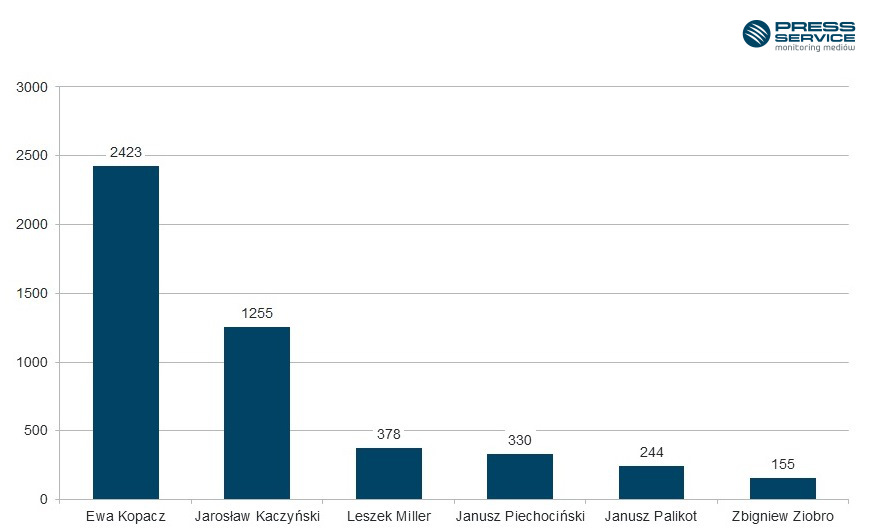 PRESS
SERVICE
monitoring mediów
3000
2500
2000
1500
1000
500
0
2423
1255
378
330
244
155
Ewa Kopacz
Jarosław Kaczyński
Leszek Miller
Janusz Piechociński
Janusz Palikot
Zbigniew Ziobro